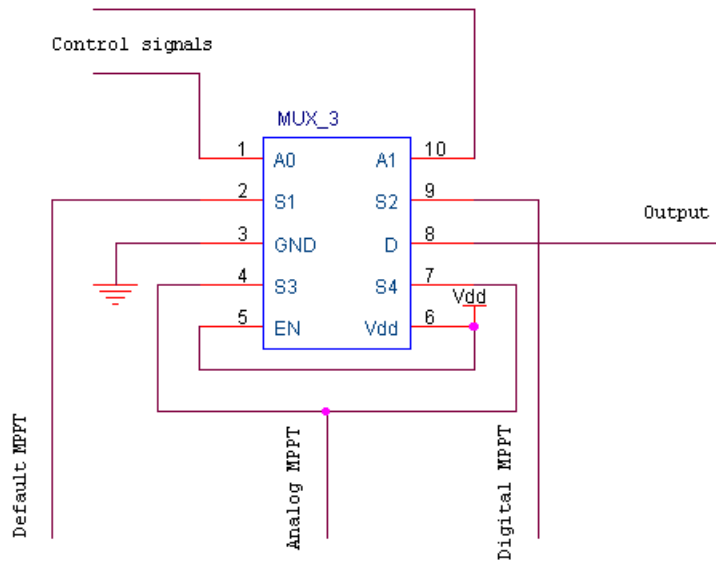 Control signals
MUX_3
1 A0 A1 10
2 S1 S2 9
Output
3 GND D 8
4 S3 S4 7
Vdd
5 EN Vdd 6
Default MPPT
Analog MPPT
Digital MPPT